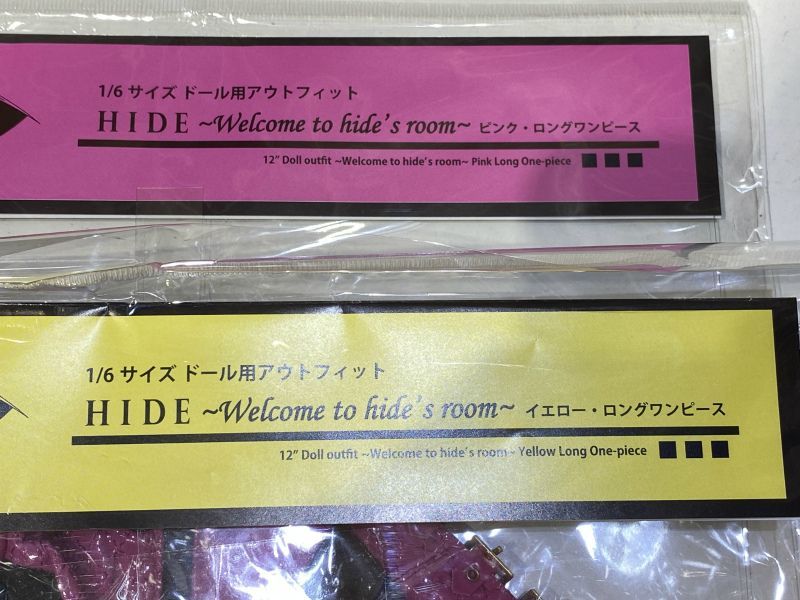 1/6 サイズ ドール用アウトフィット
HIDE ~Welcome to hide's room~ ピンク・ロングワンピース
12" Doll outfit ~Welcome to hide's room~ Pink Long One-piece
1/6 サイズ ドール用アウトフィット
HIDE ~Welcome to hide's room~ イエロー・ロングワンピース
12" Doll outfit ~Welcome to hide's room~ Yellow Long One-piece